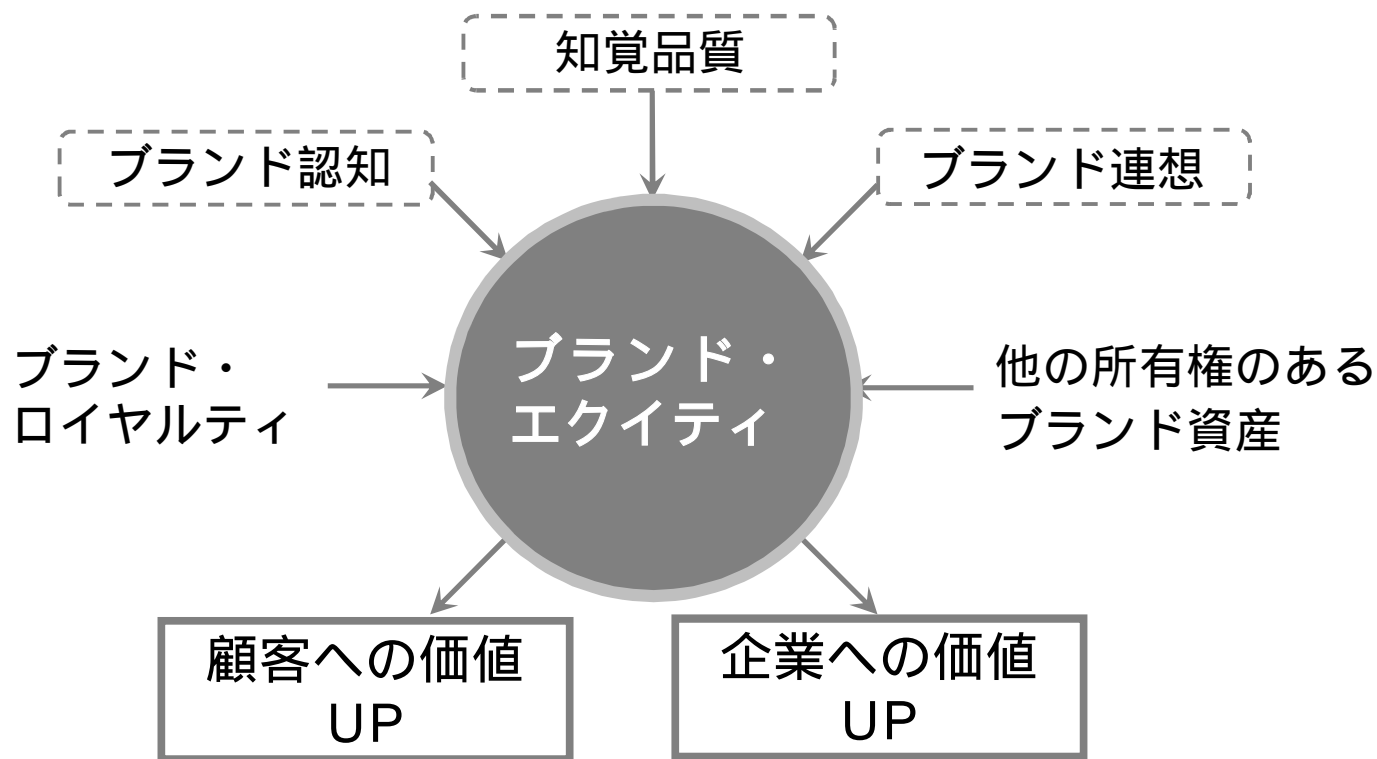 知覚品質
ブランド認知
ブランド連想
ブランド・
ロイヤルティ
ブランド・
エクイティ
他の所有権のある
ブランド資産
顧客への価値
UP
企業への価値
UP